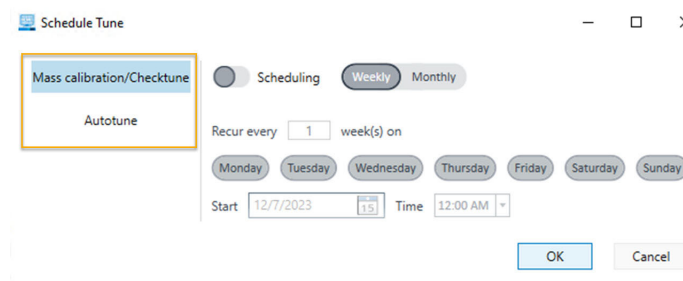 Schedule Tune
Mass calibration/Checktune
Autotune
Scheduling Weekly Monthly
Recur every 1 week(s) on
Monday Tuesday Wednesday Thursday Friday Saturday Sunday
Start 12/7/2023 15 Time 12:00 AM
OK Cancel